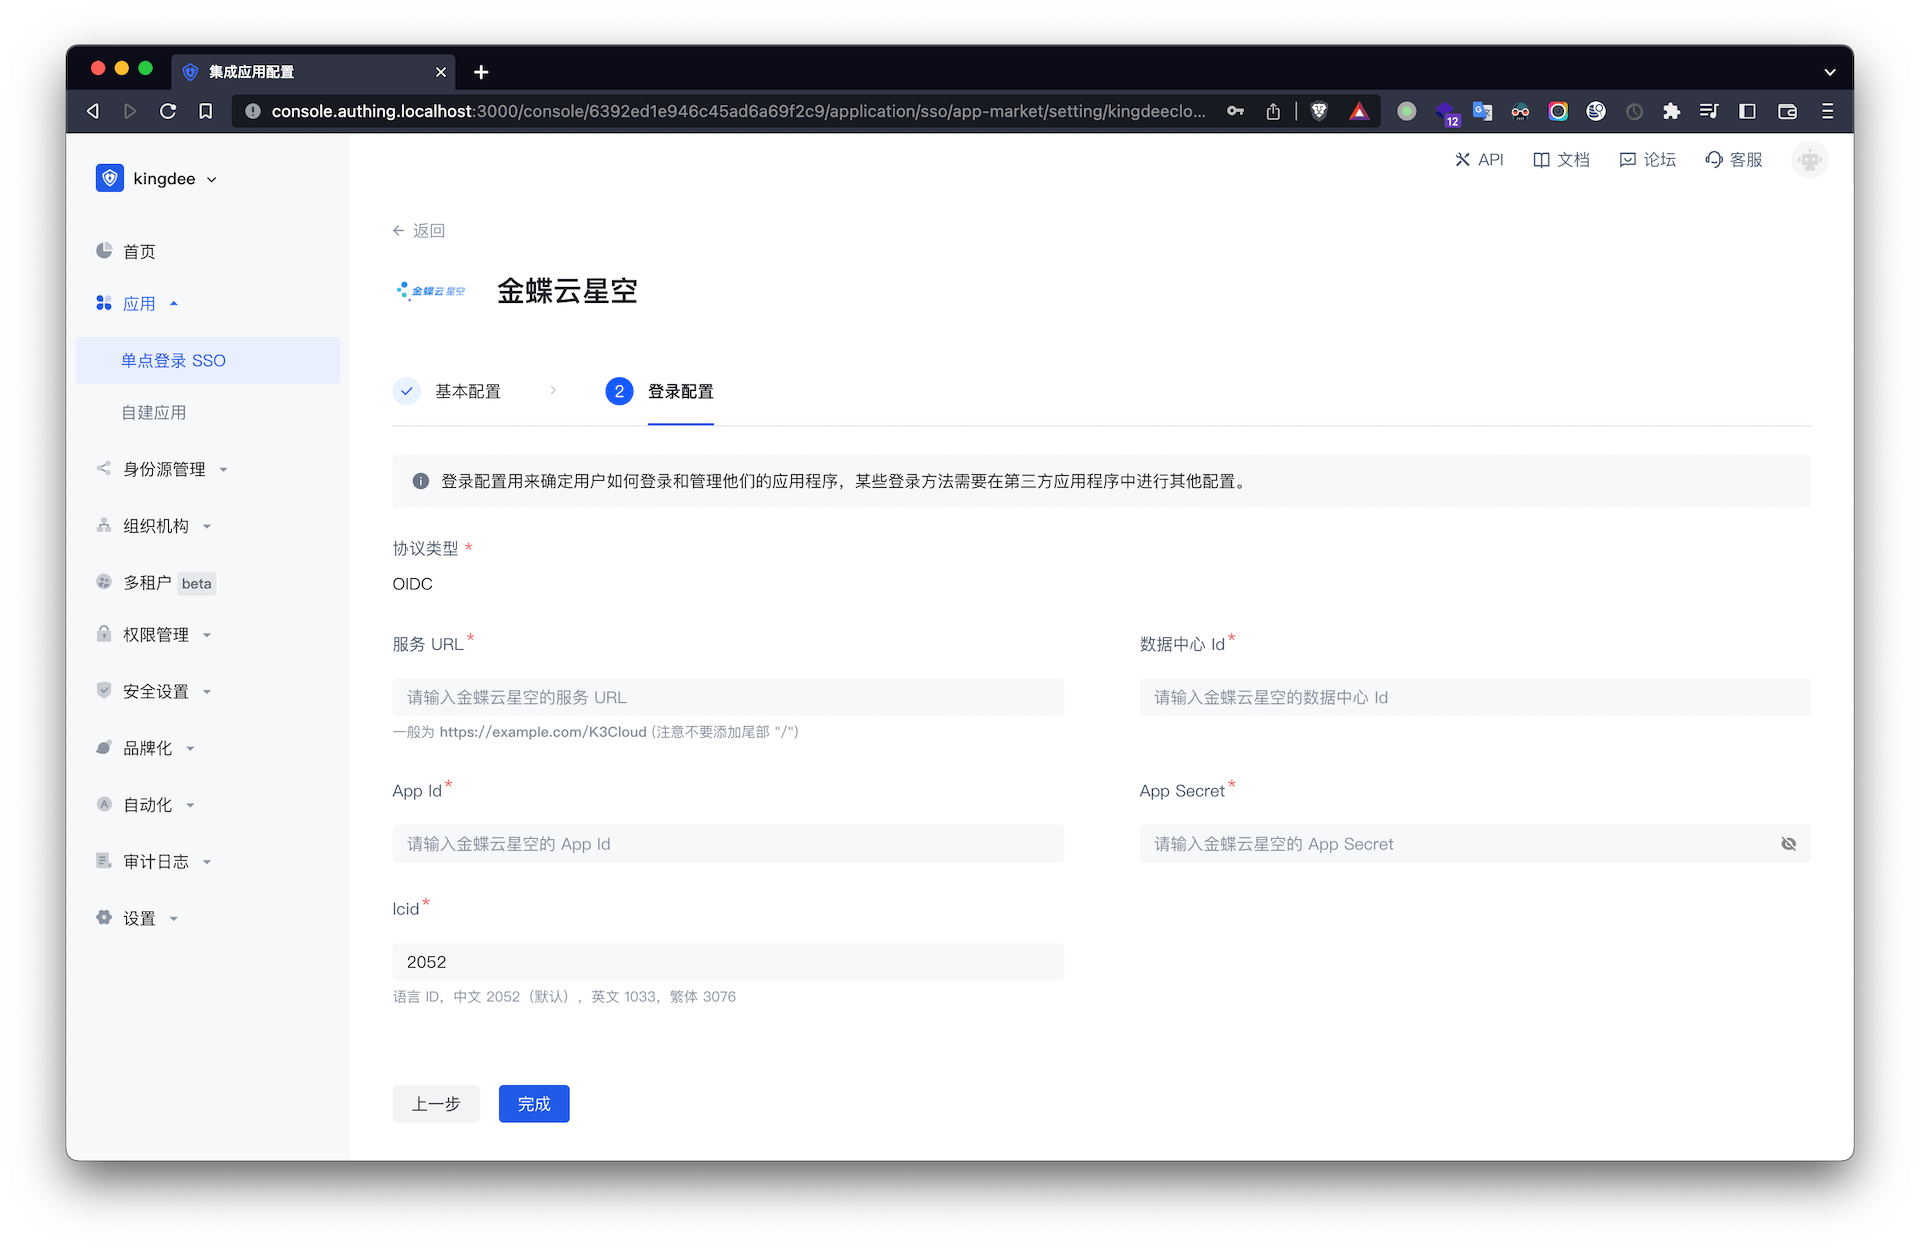 集成应用配置
console.authing.localhost:3000/console/6392ed1e946c45ad6a69f2c9/application/sso/app-market/setting/kingdeeclo...
12
kingdee
API
文档
论坛
客服
首页
应用
单点登录 SSO
自建应用
身份源管理
组织机构
多租户 beta
权限管理
安全设置
品牌化
自动化
审计日志
设置
返回
金蝶云星空 金蝶云星空
基本配置
2 登录配置
登录配置用来确定用户如何登录和管理他们的应用程序，某些登录方法需要在第三方应用程序中进行其他配置。
协议类型 *
OIDC
服务 URL *
请输入金蝶云星空的服务 URL
一般为 https://example.com/K3Cloud (注意不要添加尾部 "/")
数据中心 Id *
请输入金蝶云星空的数据中心 Id
App Id *
请输入金蝶云星空的 App Id
App Secret *
请输入金蝶云星空的 App Secret
lcid *
2052
语言 ID，中文 2052（默认），英文 1033，繁体 3076
上一步
完成